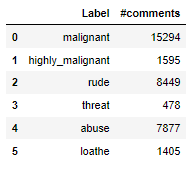 Label #comments
0 malignant 15294
1 highly_malignant 1595
2 rude 8449
3 threat 478
4 abuse 7877
5 loathe 1405